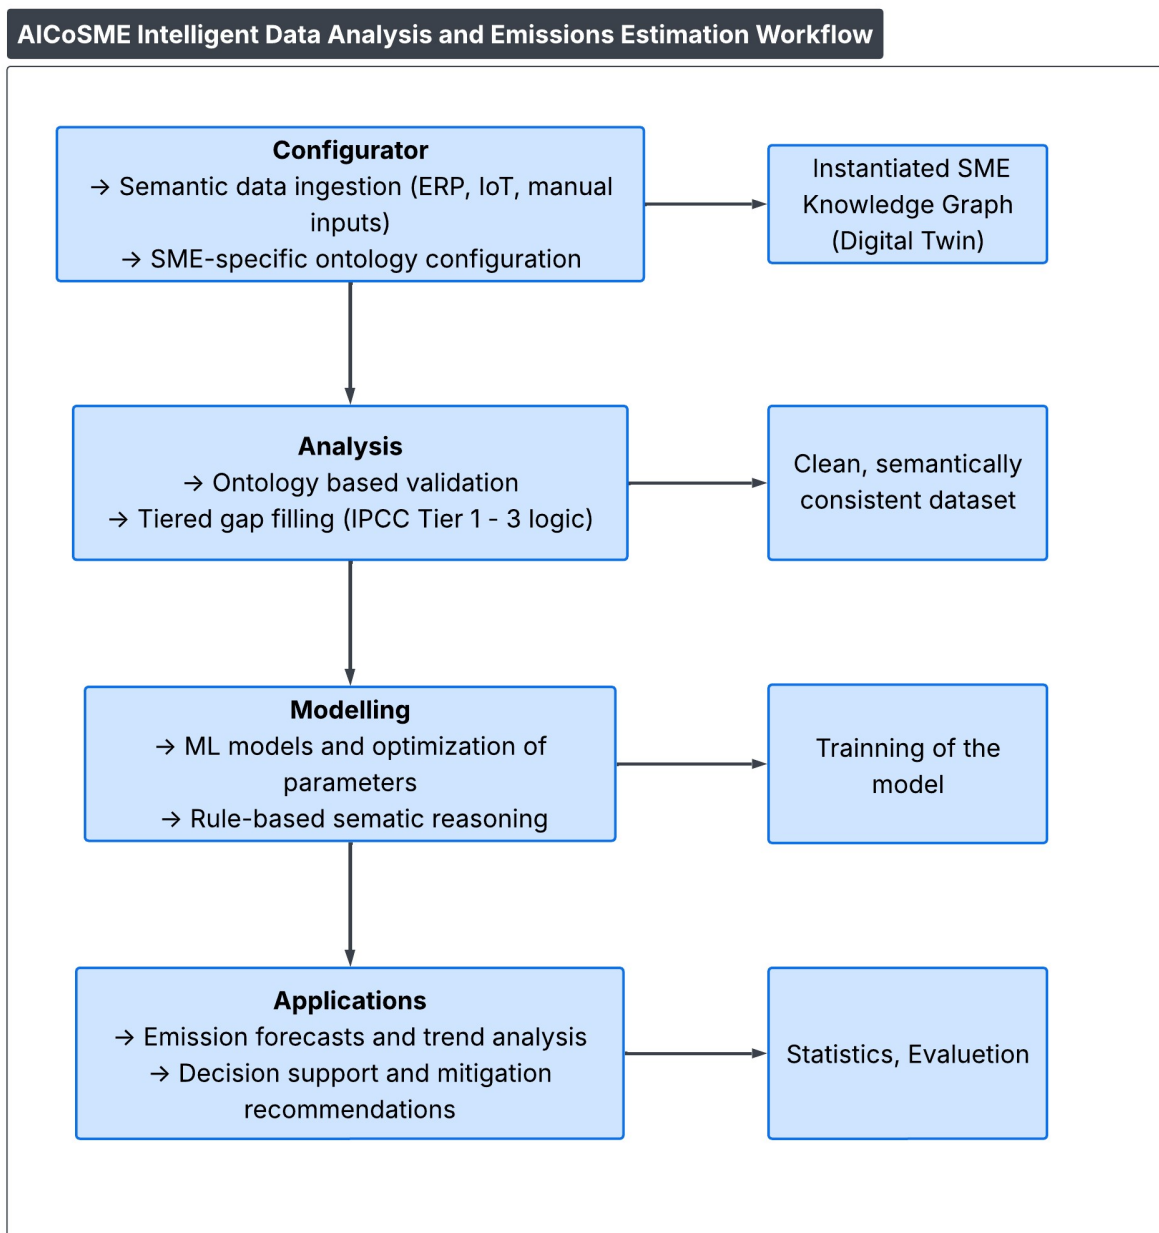 AICoSME Intelligent Data Analysis and Emissions Estimation Workflow
Configurator
→ Semantic data ingestion (ERP, IoT, manual
inputs)
→ SME-specific ontology configuration
Instantiated SME
Knowledge Graph
(Digital Twin)
Analysis
→ Ontology based validation
→ Tiered gap filling (IPCC Tier 1 - 3 logic)
Clean, semantically
consistent dataset
Modelling
→ ML models and optimization of
parameters
→ Rule-based sematic reasoning
Trainning of the
model
Applications
→ Emission forecasts and trend analysis
→ Decision support and mitigation
recommendations
Statistics, Evaluetion